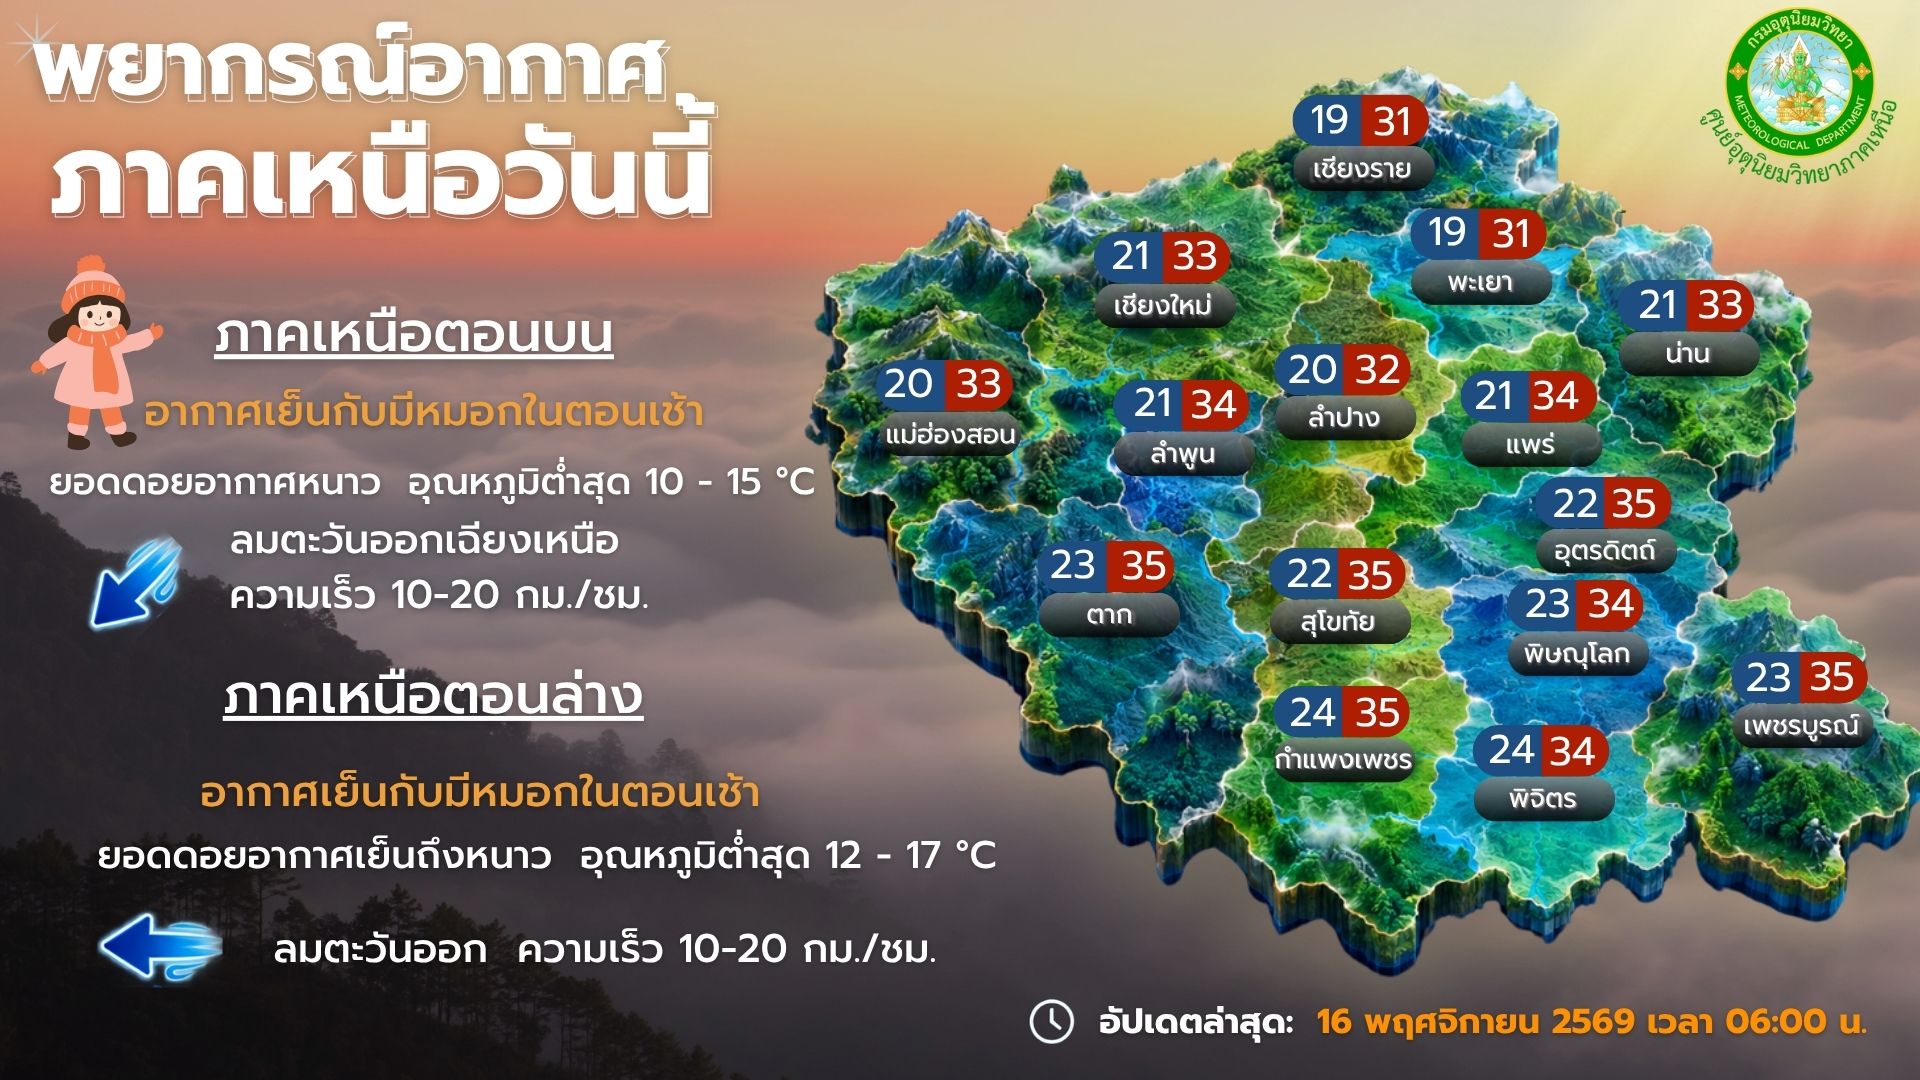 พยากรณ์อากาศ
ภาคเหนือวันนี้
ภาคเหนือตอนบน
อากาศเย็นกับมีหมอกในตอนเช้า
ยอดดอยอากาศหนาว อุณหภูมิต่ำสุด 10 - 15 °C
ลมตะวันออกเฉียงเหนือ
ความเร็ว 10-20 กม./ชม.
ภาคเหนือตอนล่าง
อากาศเย็นกับมีหมอกในตอนเช้า
ยอดดอยอากาศเย็นถึงหนาว อุณหภูมิต่ำสุด 12 - 17 °C
ลมตะวันออก ความเร็ว 10-20 กม./ชม.
กรมอุตุนิยมวิทยา
METEOROLOGICAL DEPARTMENT
ศูนย์อุตุนิยมวิทยาภาคเหนือ
19 31
เชียงราย
19 31
พะเยา
21 33
เชียงใหม่
21 33
น่าน
20 33
แม่ฮ่องสอน
21 34
ลำพูน
20 32
ลำปาง
21 34
แพร่
22 35
อุตรดิตถ์
23 35
ตาก
22 35
สุโขทัย
23 34
พิษณุโลก
23 35
เพชรบูรณ์
24 35
กำแพงเพชร
24 34
พิจิตร
อัปเดตล่าสุด: 16 พฤศจิกายน 2569 เวลา 06:00 น.